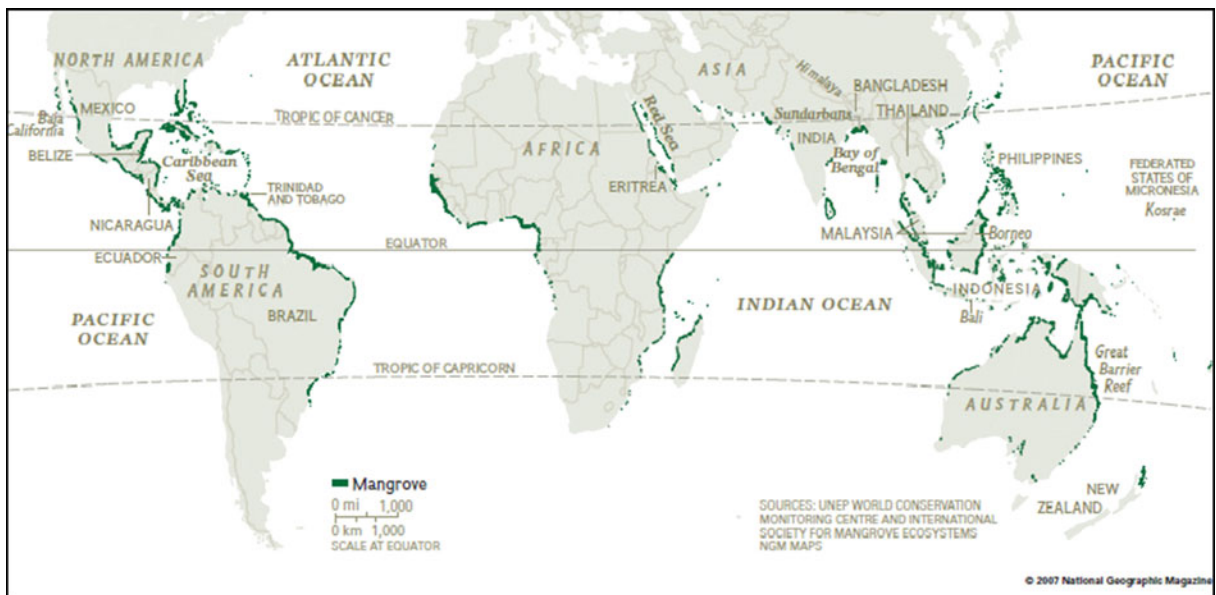 NORTH AMERICA
ATLANTIC
OCEAN
ASIA
Himalaya
PACIFIC
OCEAN
BANGLADESH
MEXICO
Baja
California
TROPIC OF CANCER
Red Sea
Sundarbans
THAILAND
INDIA
BELIZE
Caribbean
Sea
AFRICA
Bay of
Bengal
PHILIPPINES
FEDERATED
STATES OF
MICRONESIA
Kosrae
TRINIDAD
AND TOBAGO
ERITREA
NICARAGUA
MALAYSIA
Borneo
EQUATOR
ECUADOR
SOUTH
AMERICA
BRAZIL
INDIAN OCEAN
INDONESIA
Bali
PACIFIC
OCEAN
TROPIC OF CAPRICORN
Great
Barrier
Reef
AUSTRALIA
Mangrove
0 mi 1,000
0 km 1,000
SCALE AT EQUATOR
NEW
ZEALAND
SOURCES: UNEP WORLD CONSERVATION
MONITORING CENTRE AND INTERNATIONAL
SOCIETY FOR MANGROVE ECOSYSTEMS
NGM MAPS
© 2007 National Geographic Magazine